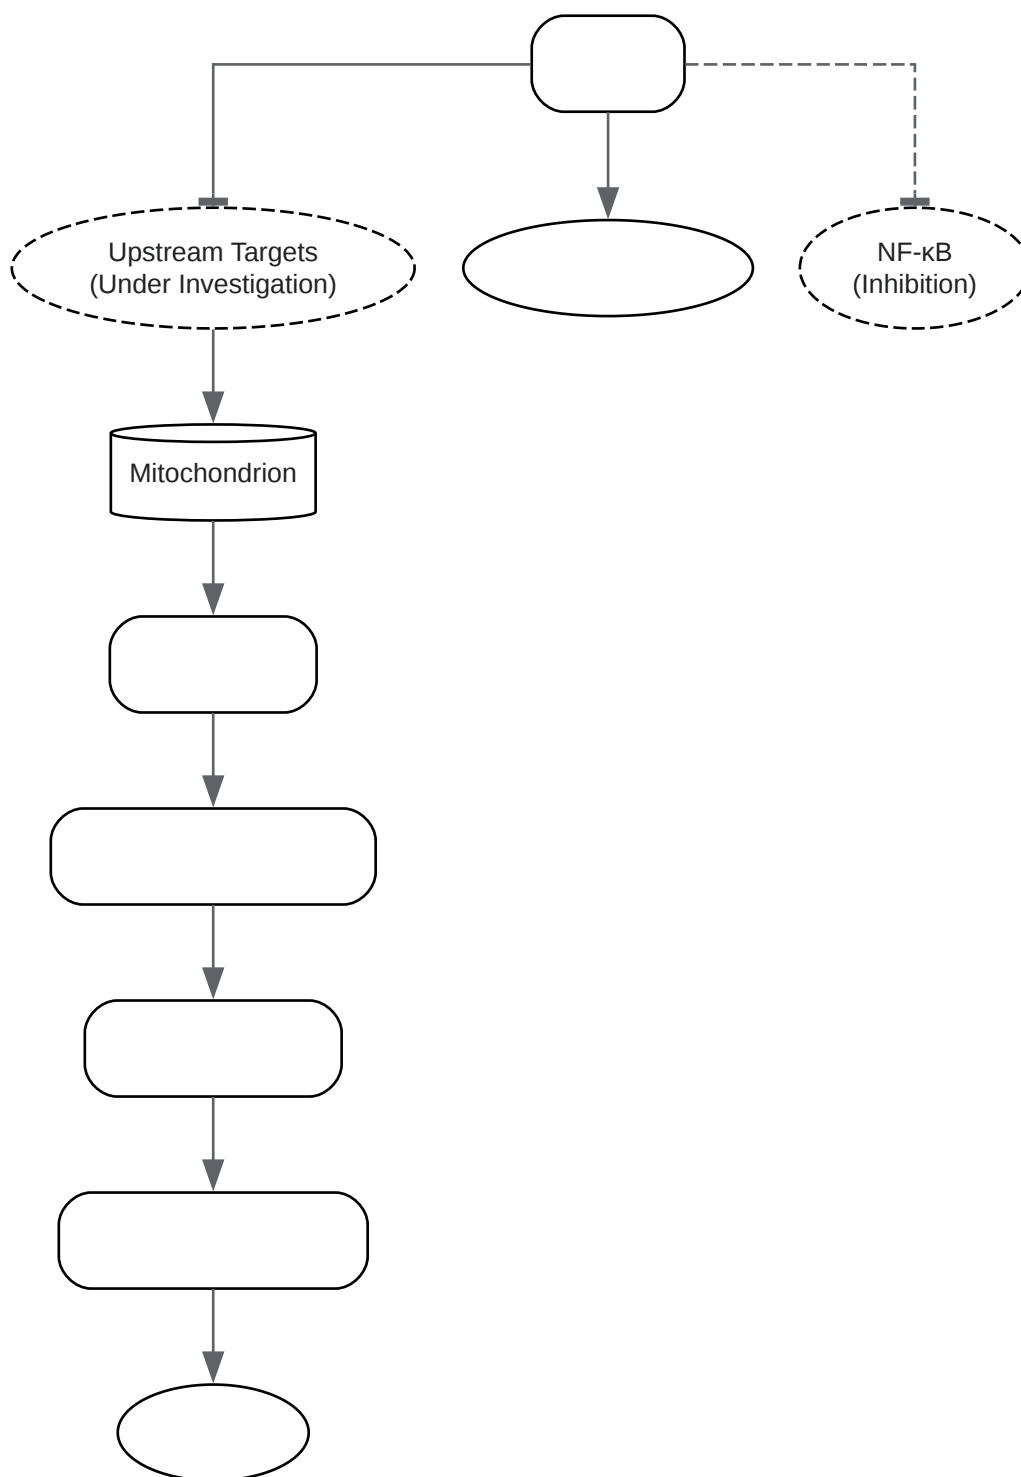 Upstream Targets
(Under Investigation)
NF-κB
(Inhibition)
Mitochondrion